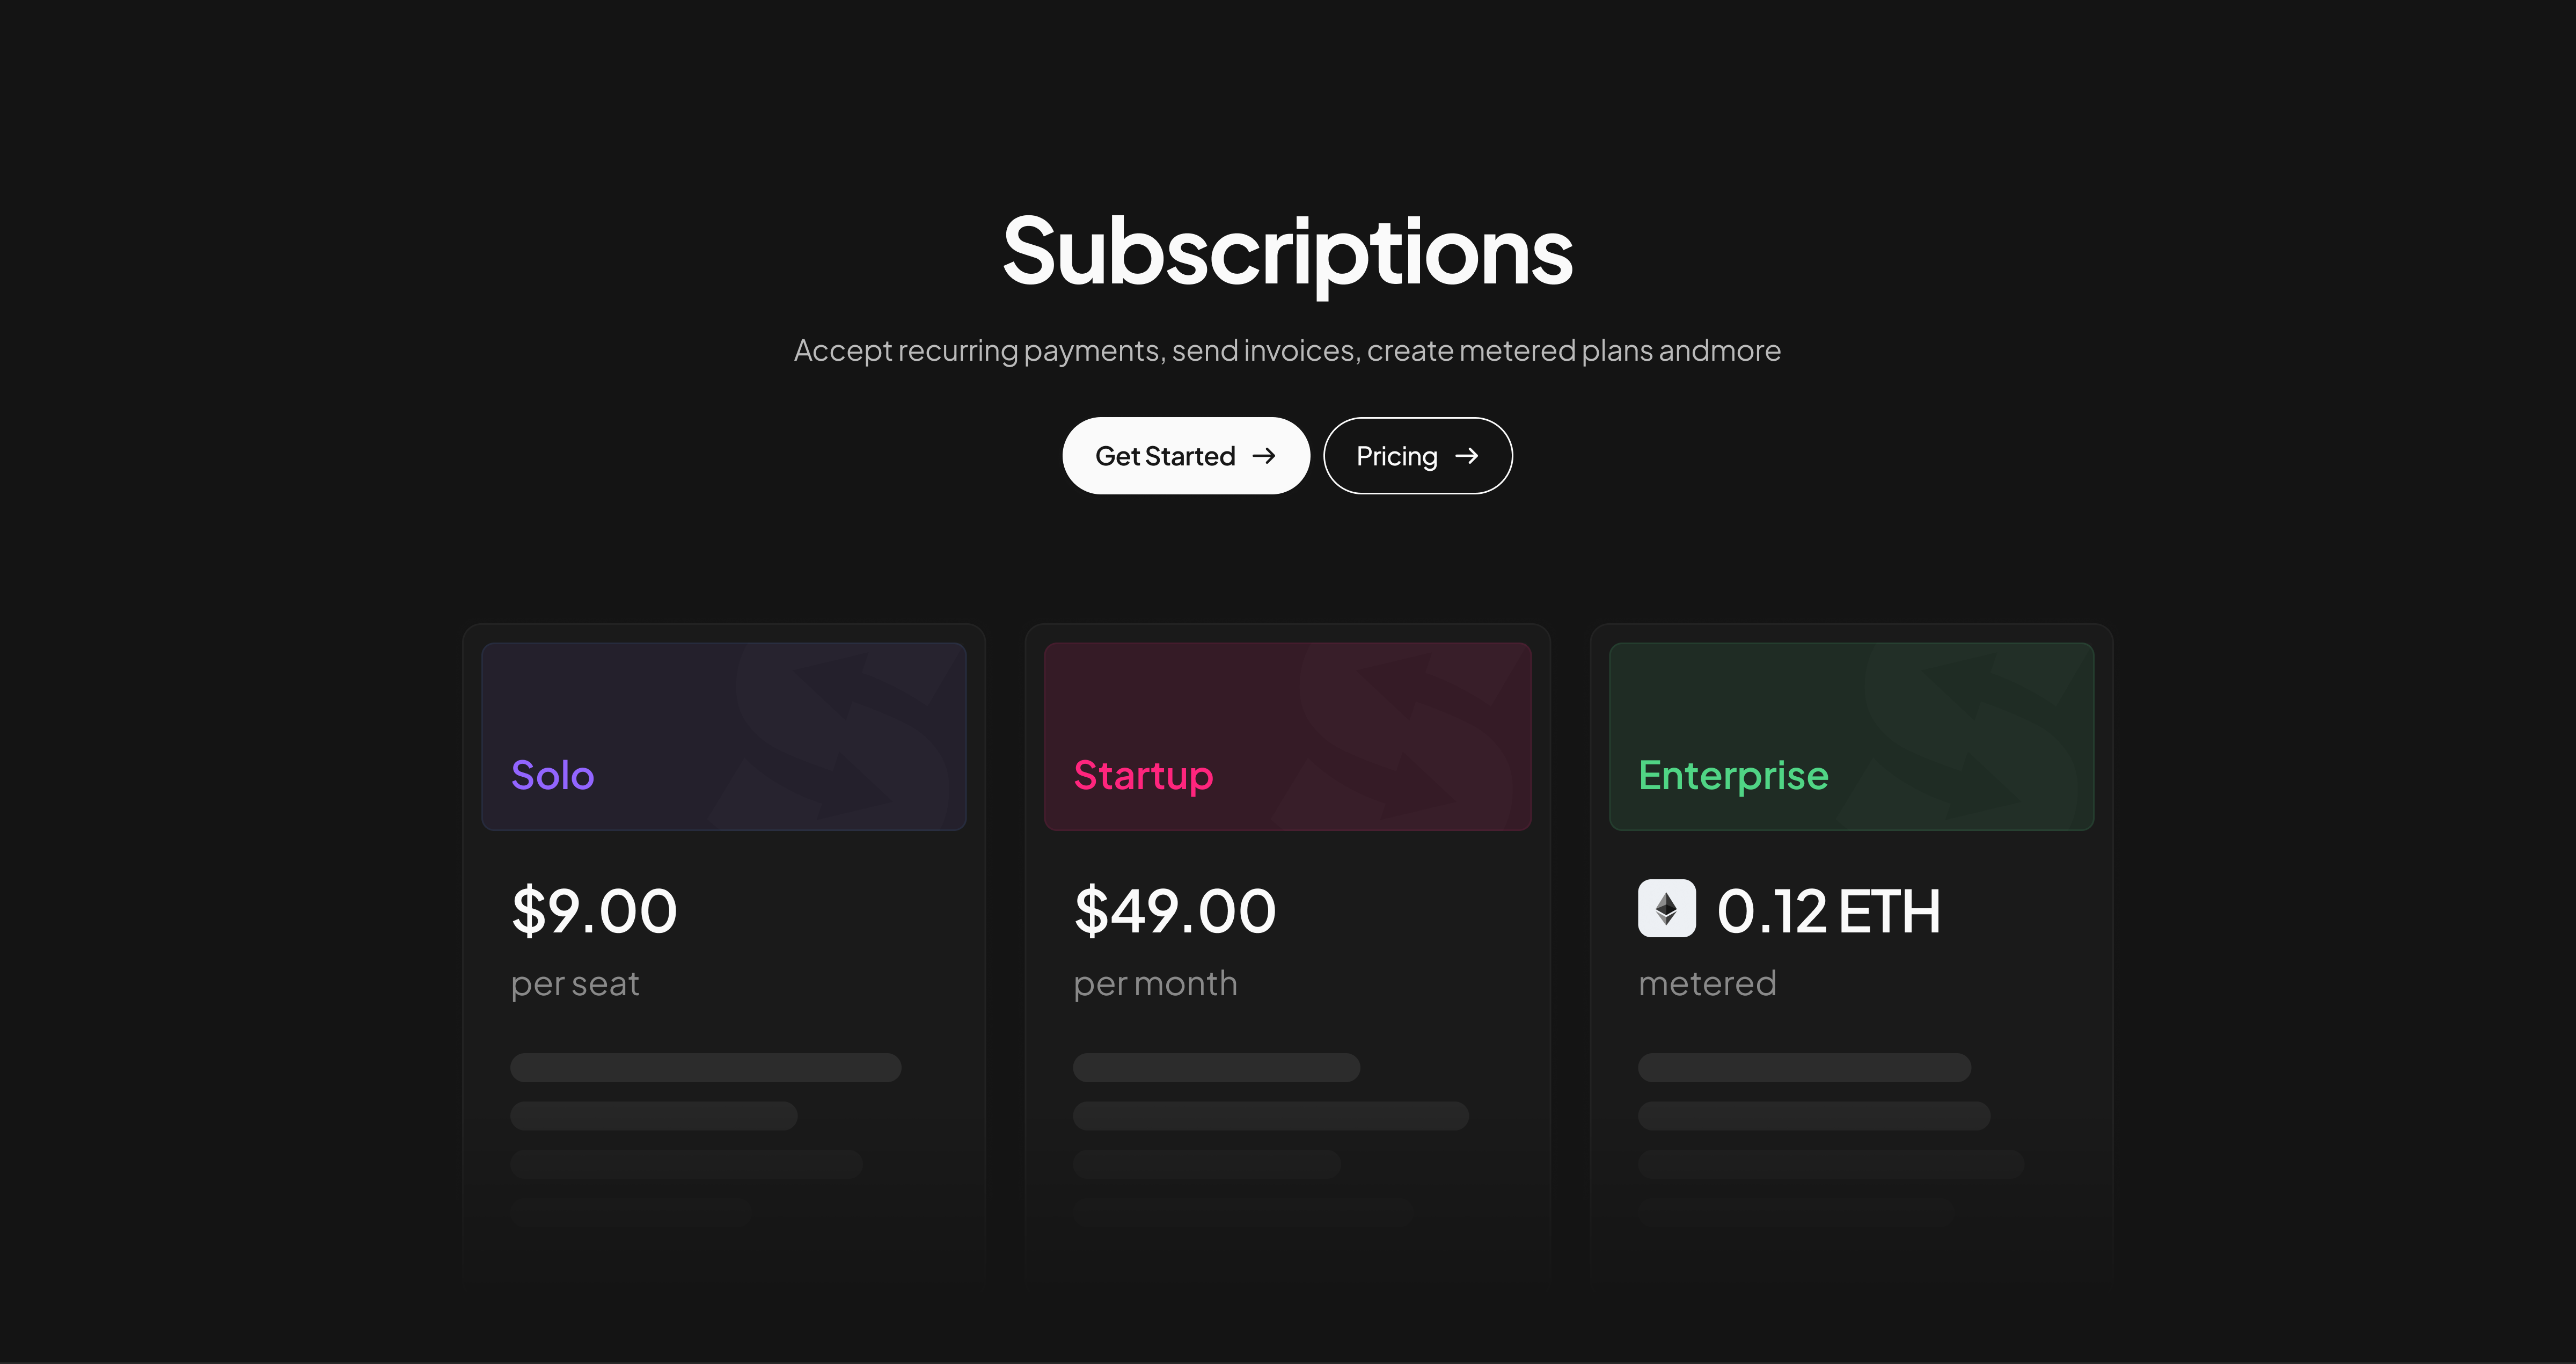 Subscriptions
Accept recurring payments, send invoices, create metered plans andmore
Get Started
Pricing
Solo
$9.00
per seat
Startup
$49.00
per month
Enterprise
0.12 ETH
metered